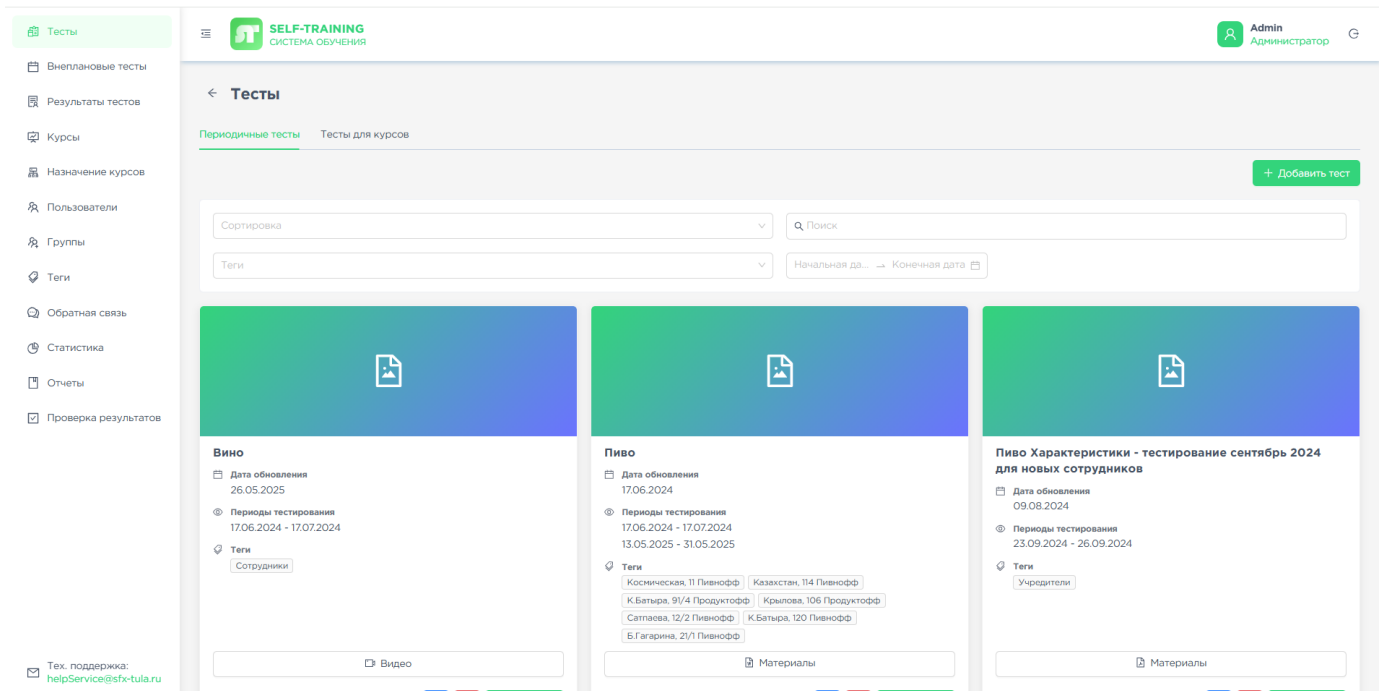 Тесты
Внеплановые тесты
Результаты тестов
Курсы
Назначение курсов
Пользователи
Группы
Теги
Обратная связь
Статистика
Отчеты
Проверка результатов
Тех. поддержка:
helpService@sfx-tula.ru
ST
SELF-TRAINING
СИСТЕМА ОБУЧЕНИЯ
Admin
Администратор
Тесты
Периодичные тесты Тесты для курсов
+ Добавить тест
Сортировка
Поиск
Теги
Начальная да... → Конечная дата
Вино
Дата обновления
26.05.2025
Периоды тестирования
17.06.2024 - 17.07.2024
Теги
Сотрудники
Видео
Пиво
Дата обновления
17.06.2024
Периоды тестирования
17.06.2024 - 17.07.2024
13.05.2025 - 31.05.2025
Теги
Космическая, 11 Пивнофф Казахстан, 114 Пивнофф
К.Батыра, 91/4 Продуктофф Крылова, 106 Продуктофф
Сатпаева, 12/2 Пивнофф К.Батыра, 120 Пивнофф
Б.Гагарина, 21/1 Пивнофф
Материалы
Пиво Характеристики - тестирование сентябрь 2024
для новых сотрудников
Дата обновления
09.08.2024
Периоды тестирования
23.09.2024 - 26.09.2024
Теги
Учредители
Материалы